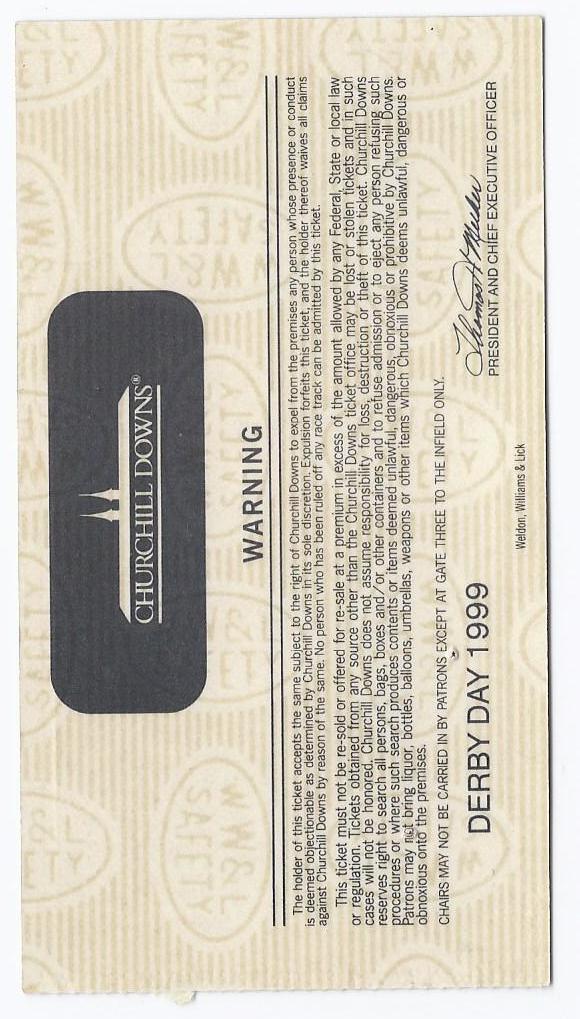 CHURCHILL DOWNS®
WARNING
The holder of this ticket accepts the same subject to the right of Churchill Downs to expel from the premises any person whose presence or conduct
is deemed objectionable as determined by Churchill Downs in its sole discretion. Expulsion forfeits this ticket, and the holder thereof waives all claims
against Churchill Downs by reason of the same. No person who has been ruled off any race track can be admitted by this ticket.
This ticket must not be re-sold or offered for re-sale at a premium in excess of the amount allowed by any Federal, State or local law
or regulation. Tickets obtained from any source other than the Churchill Downs ticket office may be lost or stolen tickets and in such
cases will not be honored. Churchill Downs does not assume responsibility for loss, destruction, or theft of this ticket. Churchill Downs
reserves right to search all persons, bags, boxes and/or other containers and to refuse admission or to eject any person refusing such
procedures or where such search produces contents or items deemed unlawful, dangerous, obnoxious or prohibitive by Churchill Downs.
Patrons may not bring liquor, bottles, balloons, umbrellas, weapons or other items which Churchill Downs deems unlawful, dangerous or
obnoxious onto the premises.
CHAIRS MAY NOT BE CARRIED IN BY PATRONS EXCEPT AT GATE THREE TO THE INFIELD ONLY.
DERBY DAY 1999
Thomas H Meeker
PRESIDENT AND CHIEF EXECUTIVE OFFICER
Weldon, Williams & Lick